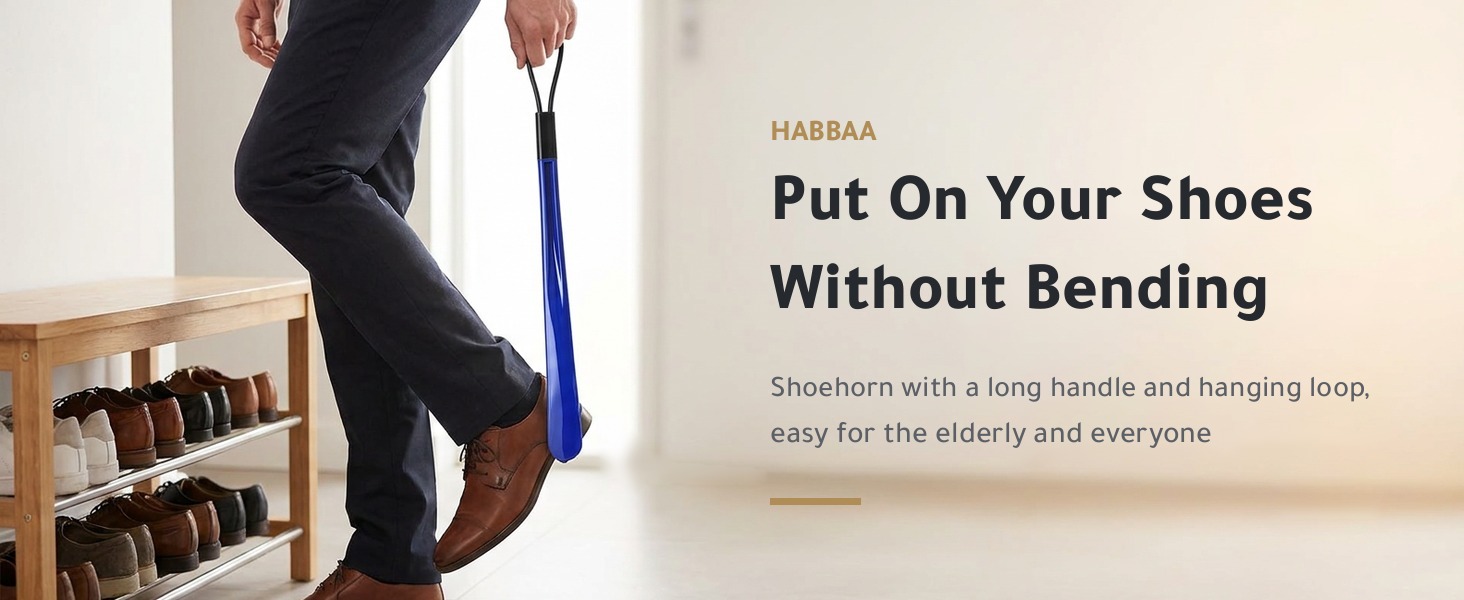 HABBAA
Put On Your Shoes
Without Bending
Shoehorn with a long handle and hanging loop,
easy for the elderly and everyone